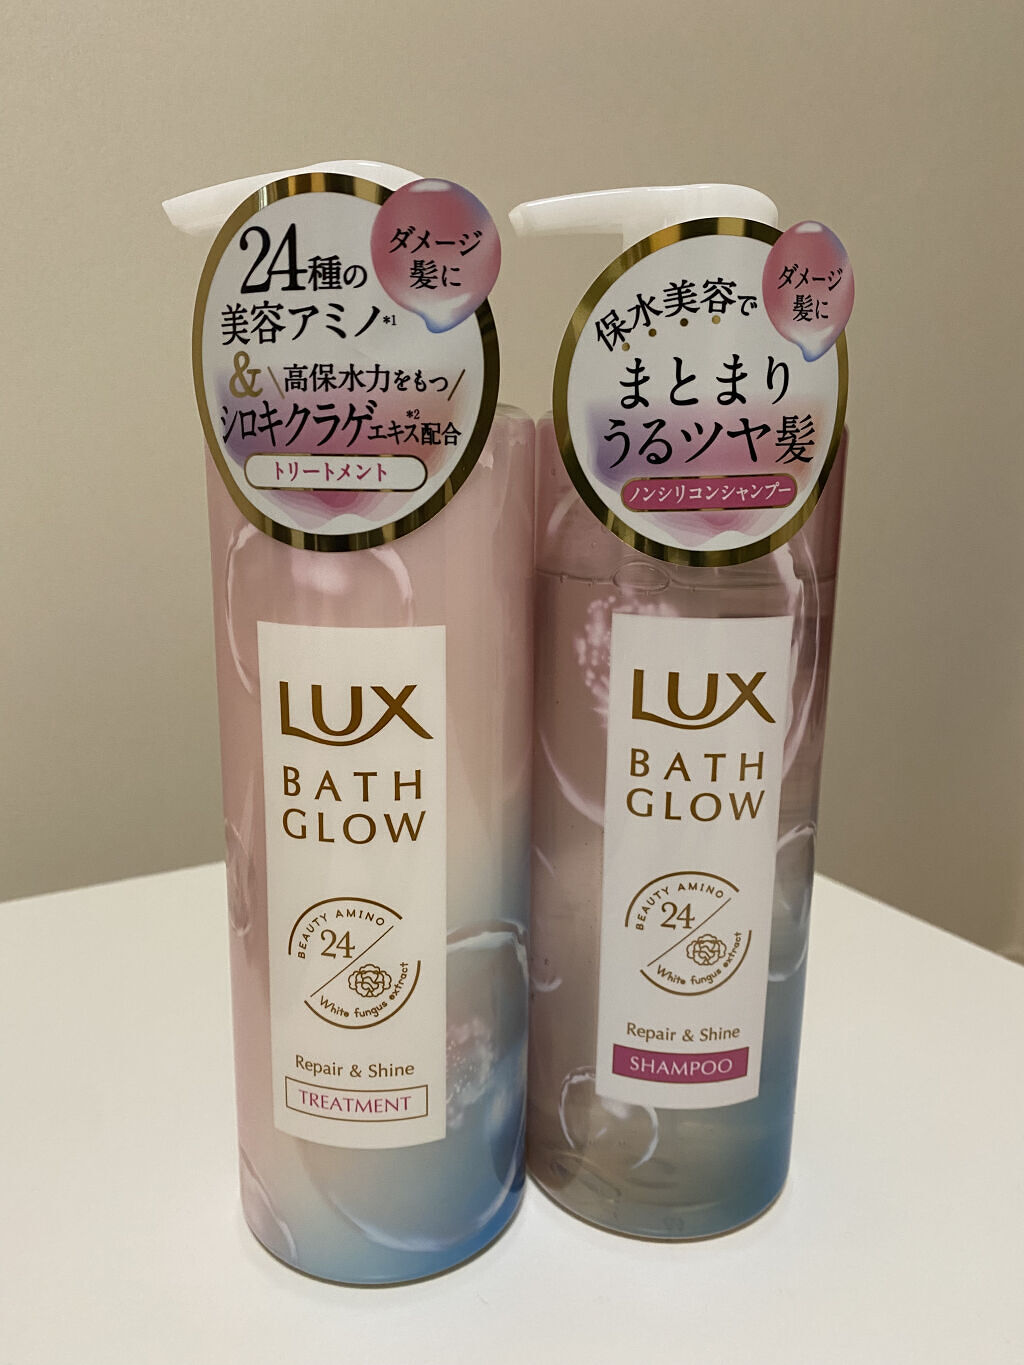 24種の
美容アミノ*1
& \高保水力をもつ/
シロキクラゲエキス*2配合
トリートメント
ダメージ
髪に
LUX
BATH
GLOW
BEAUTY AMINO
24
White fungus extract
Repair & Shine
TREATMENT
保水美容で
まとまり
うるツヤ髪
ノンシリコンシャンプー
ダメージ
髪に
LUX
BATH
GLOW
BEAUTY AMINO
24
White fungus extract
Repair & Shine
SHAMPOO